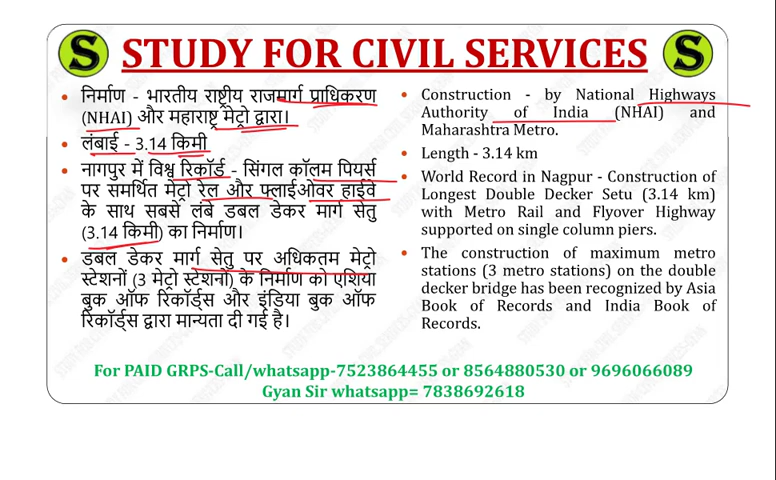 S STUDY FOR CIVIL SERVICES S
• निर्माण - भारतीय राष्ट्रीय राजमार्ग प्राधिकरण
(NHAI) और महाराष्ट्र मेट्रो द्वारा।
• लंबाई - 3.14 किमी
• नागपुर में विश्व रिकॉर्ड - सिंगल कॉलम पियर्स
पर समर्थित मेट्रो रेल और फ्लाईओवर हाईवे
के साथ सबसे लंबे डबल डेकर मार्ग सेतु
(3.14 किमी) का निर्माण।
• डबल डेकर मार्ग सेतु पर अधिकतम मेट्रो
स्टेशनों (3 मेट्रो स्टेशनों) के निर्माण को एशिया
बुक ऑफ रिकॉर्ड्स और इंडिया बुक ऑफ
रिकॉर्ड्स द्वारा मान्यता दी गई है।
• Construction - by National Highways
Authority of India (NHAI) and
Maharashtra Metro.
• Length - 3.14 km
• World Record in Nagpur - Construction of
Longest Double Decker Setu (3.14 km)
with Metro Rail and Flyover Highway
supported on single column piers.
• The construction of maximum metro
stations (3 metro stations) on the double
decker bridge has been recognized by Asia
Book of Records and India Book of
Records.
For PAID GRPS-Call/whatsapp-7523864455 or 8564880530 or 9696066089
Gyan Sir whatsapp= 7838692618